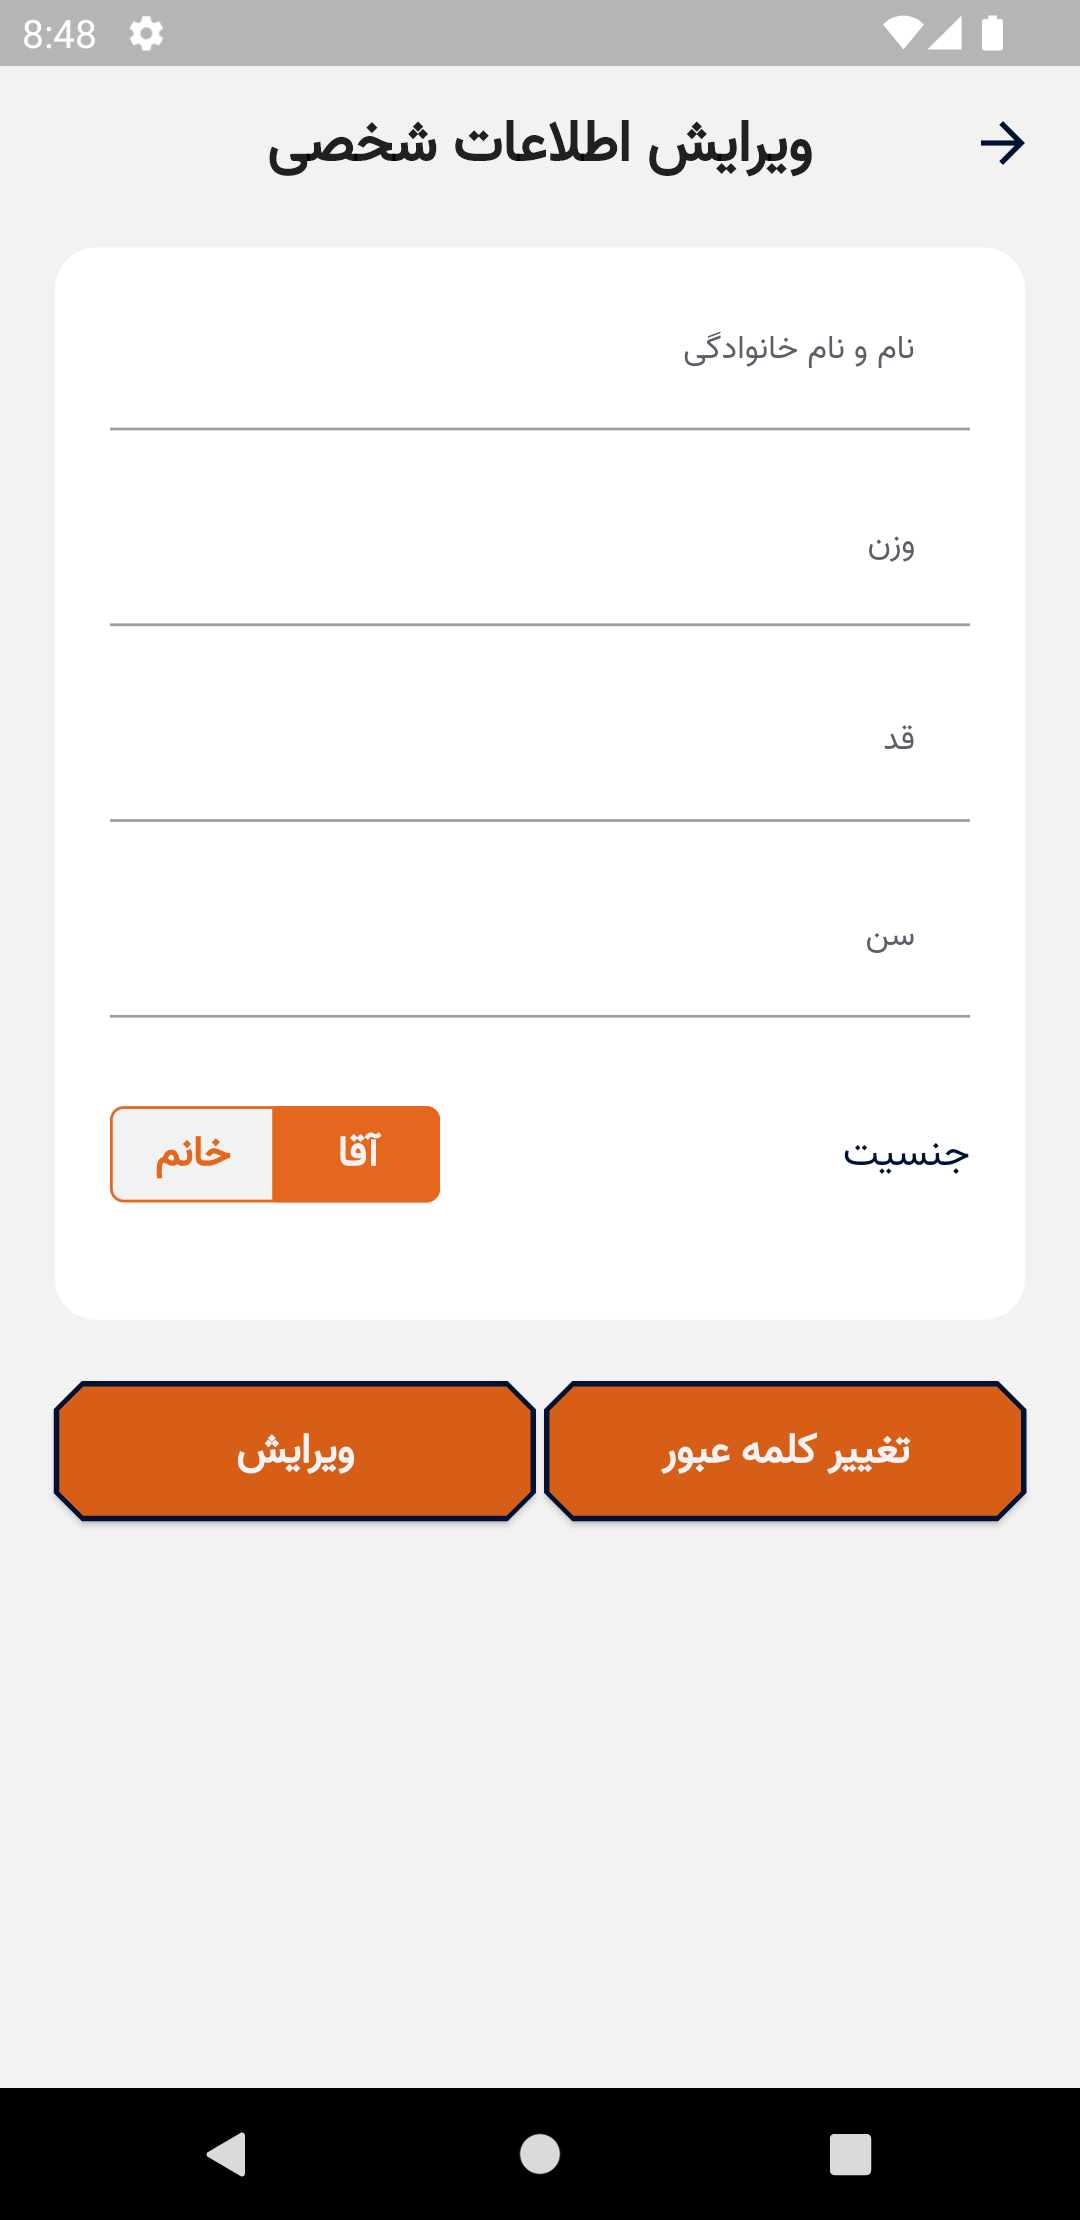 8:48
ویرایش اطلاعات شخصی
نام و نام خانوادگی
وزن
قد
سن
جنسیت
آقا
خانم
تغییر کلمه عبور
ویرایش